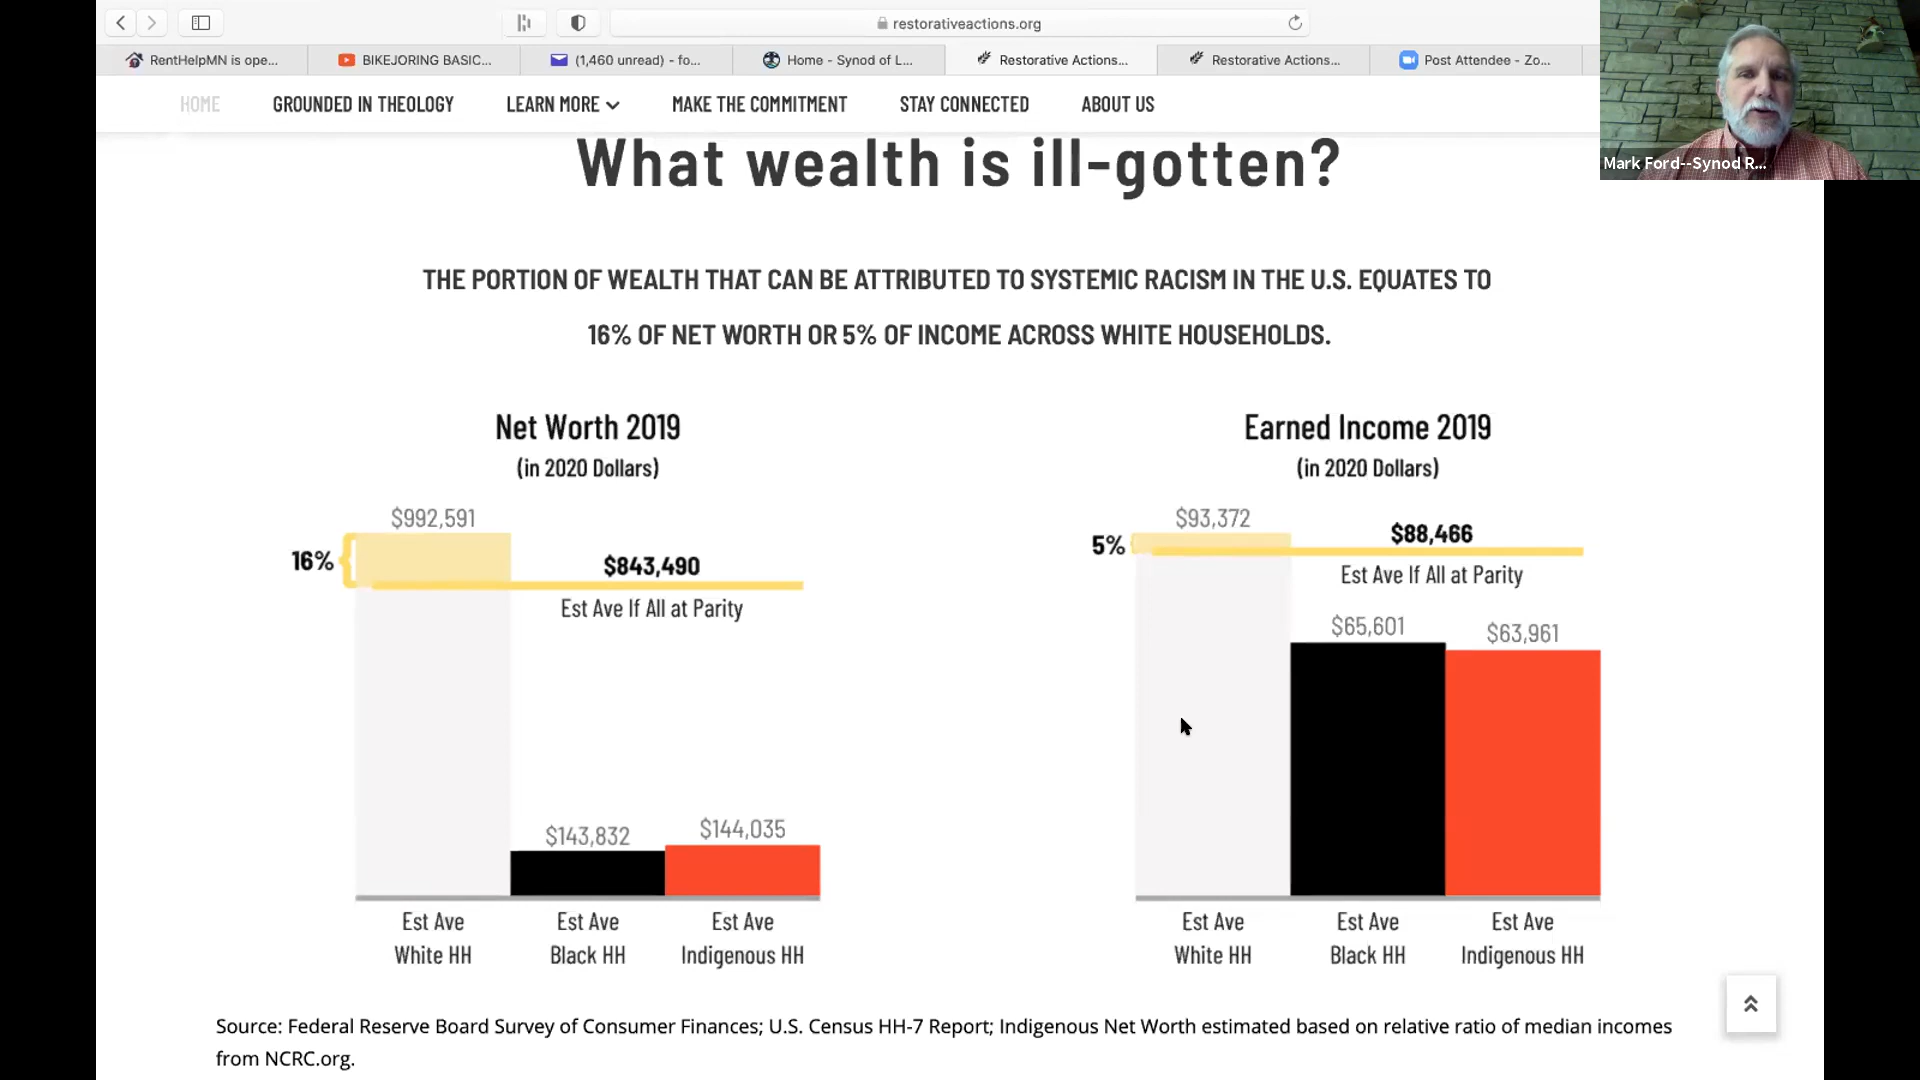 restorativeactions.org
RentHelpMN is ope...
BIKEJORING BASIC...
(1,460 unread) - fo...
Home - Synod of L...
Restorative Actions...
Restorative Actions...
Post Attendee - Zo...
HOME
GROUNDED IN THEOLOGY
LEARN MORE
MAKE THE COMMITMENT
STAY CONNECTED
ABOUT US
Mark Ford--Synod R...
What wealth is ill-gotten?
THE PORTION OF WEALTH THAT CAN BE ATTRIBUTED TO SYSTEMIC RACISM IN THE U.S. EQUATES TO
16% OF NET WORTH OR 5% OF INCOME ACROSS WHITE HOUSEHOLDS.
Net Worth 2019
(in 2020 Dollars)
$992,591
16%
$843,490
Est Ave If All at Parity
$143,832
$144,035
Est Ave
White HH
Est Ave
Black HH
Est Ave
Indigenous HH
Earned Income 2019
(in 2020 Dollars)
$93,372
5%
$88,466
Est Ave If All at Parity
$65,601
$63,961
Est Ave
White HH
Est Ave
Black HH
Est Ave
Indigenous HH
Source: Federal Reserve Board Survey of Consumer Finances; U.S. Census HH-7 Report; Indigenous Net Worth estimated based on relative ratio of median incomes
from NCRC.org.